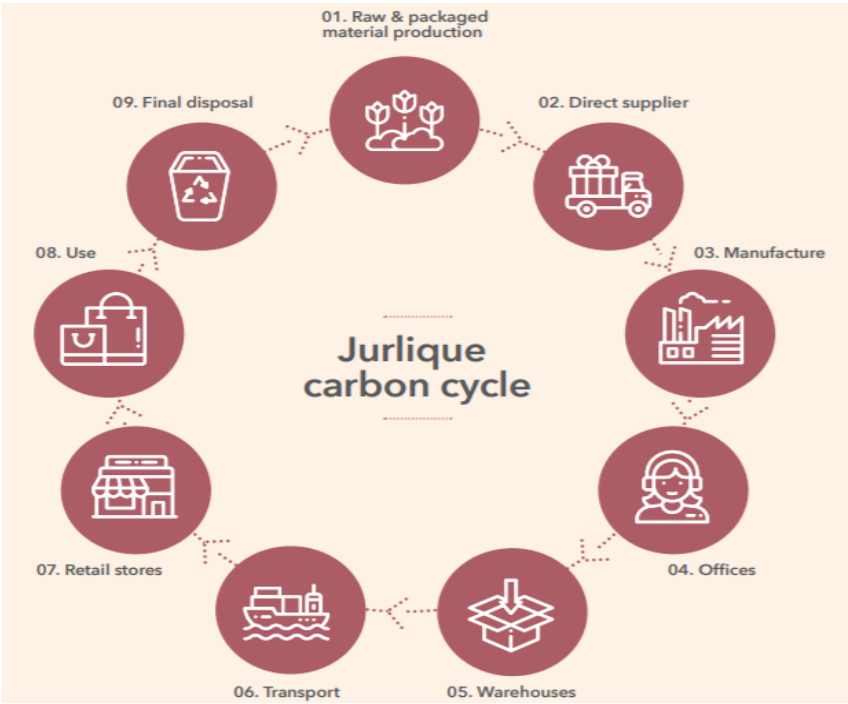 01. Raw & packaged
material production
02. Direct supplier
03. Manufacture
04. Offices
05. Warehouses
06. Transport
07. Retail stores
08. Use
09. Final disposal
Jurlique
carbon cycle